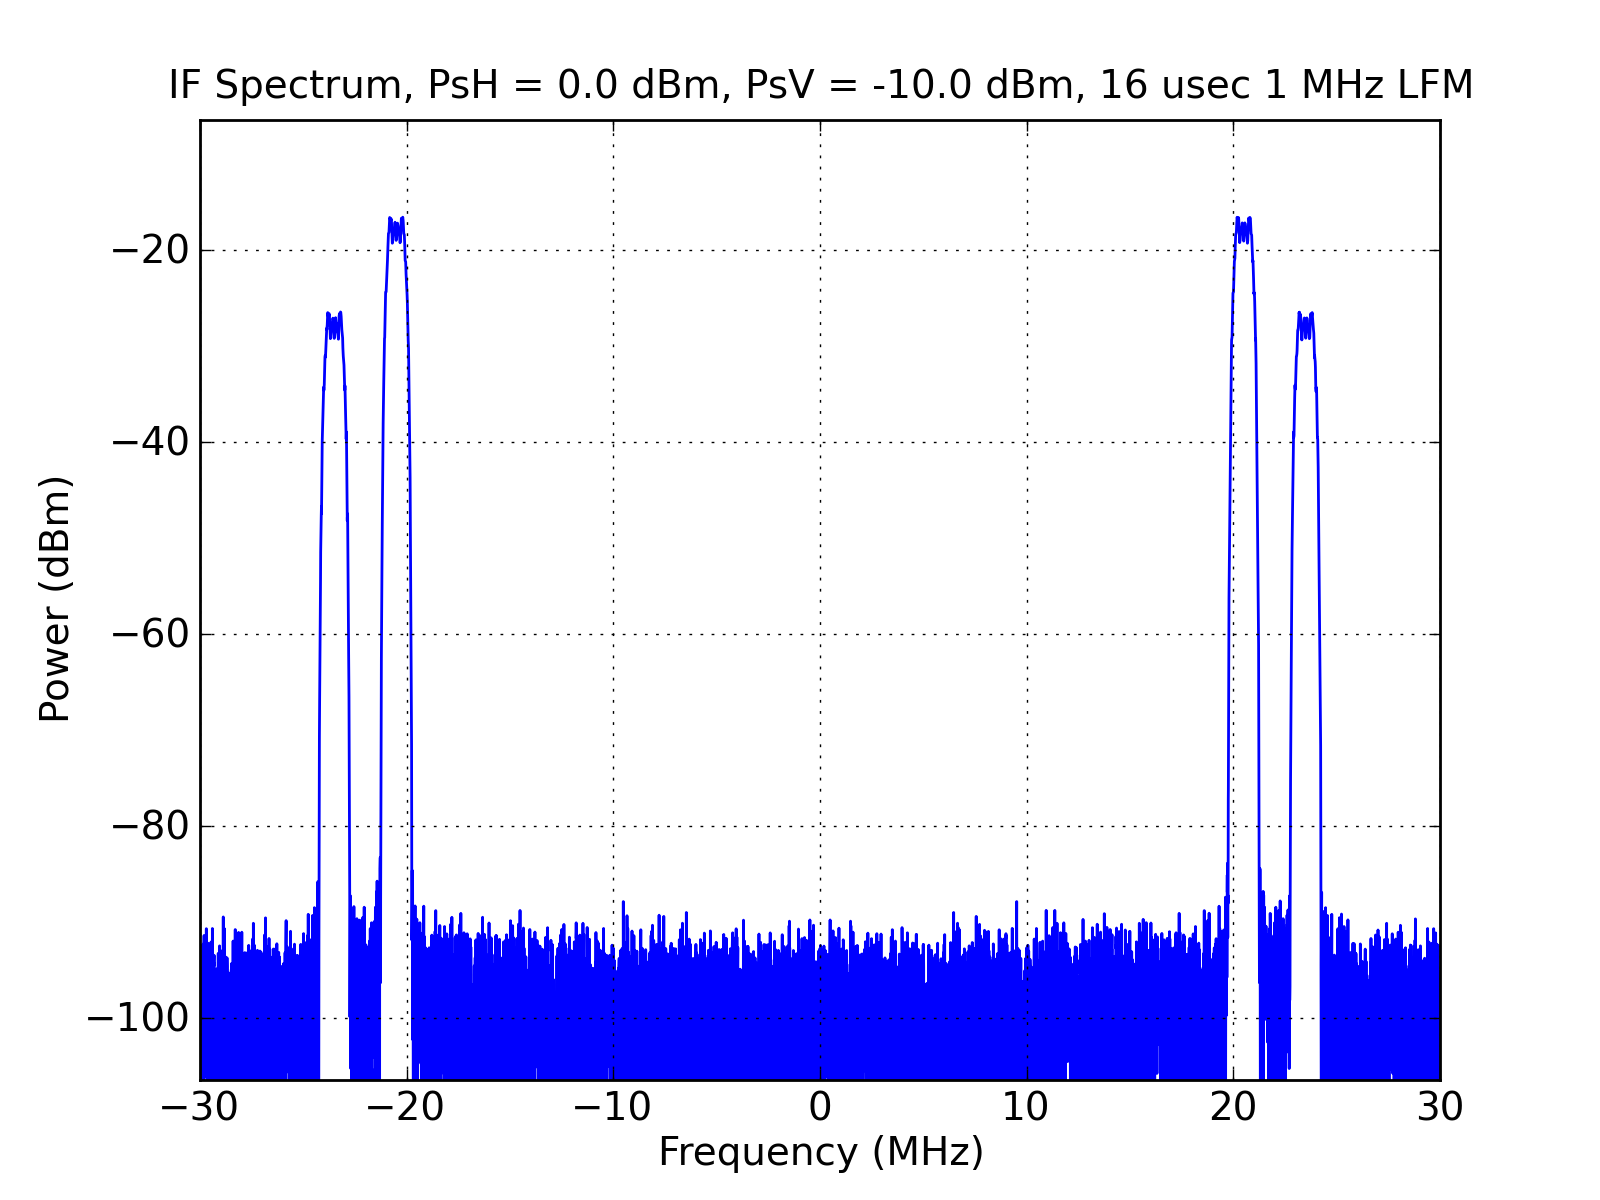 IF Spectrum, PsH = 0.0 dBm, PsV = -10.0 dBm, 16 usec 1 MHz LFM
Power (dBm)
−20
−40
−60
−80
−100
−30 −20 −10 0 10 20 30
Frequency (MHz)